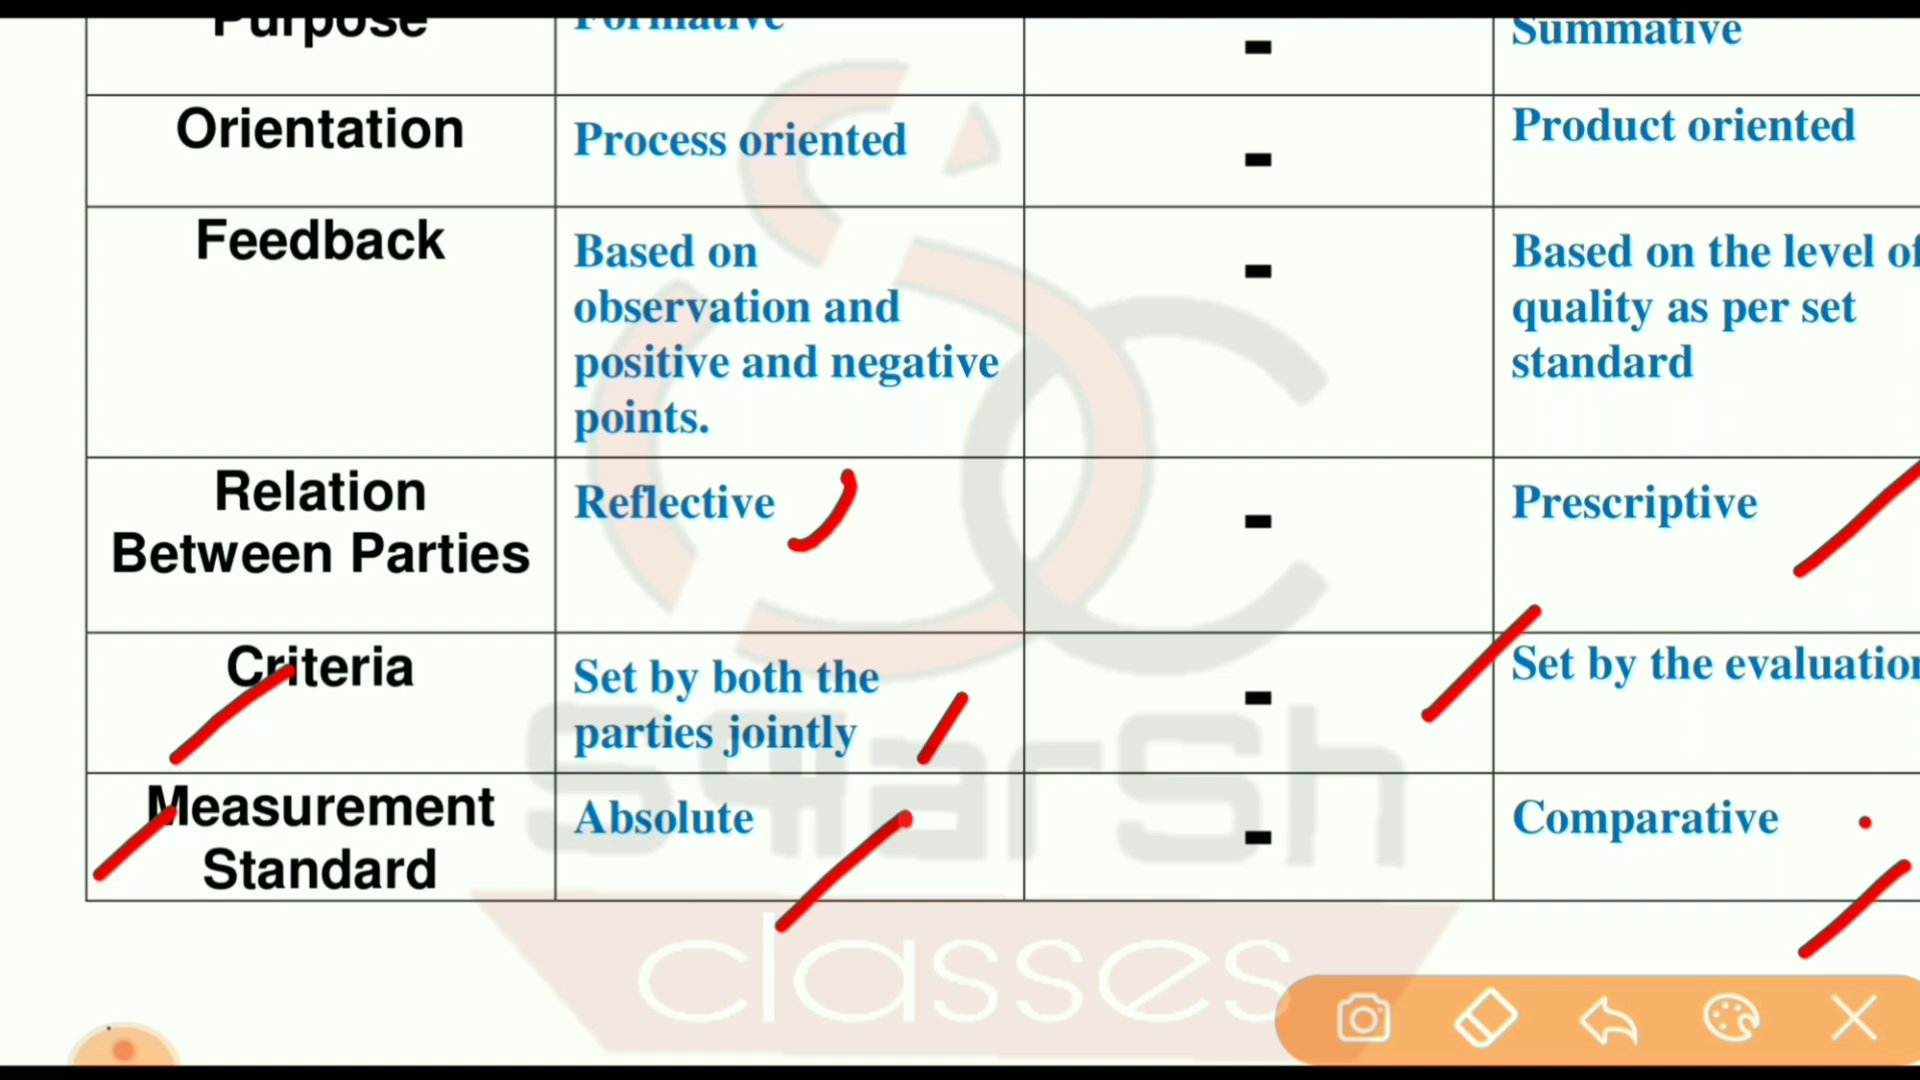 Purpose
Formative
-
Summative
Orientation
Process oriented
-
Product oriented
Feedback
Based on
observation and
positive and negative
points.
-
Based on the level of
quality as per set
standard
Relation
Between Parties
Reflective
-
Prescriptive
Criteria
Set by both the
parties jointly
-
Set by the evaluation
Measurement
Standard
Absolute
-
Comparative
Sparsh
classes